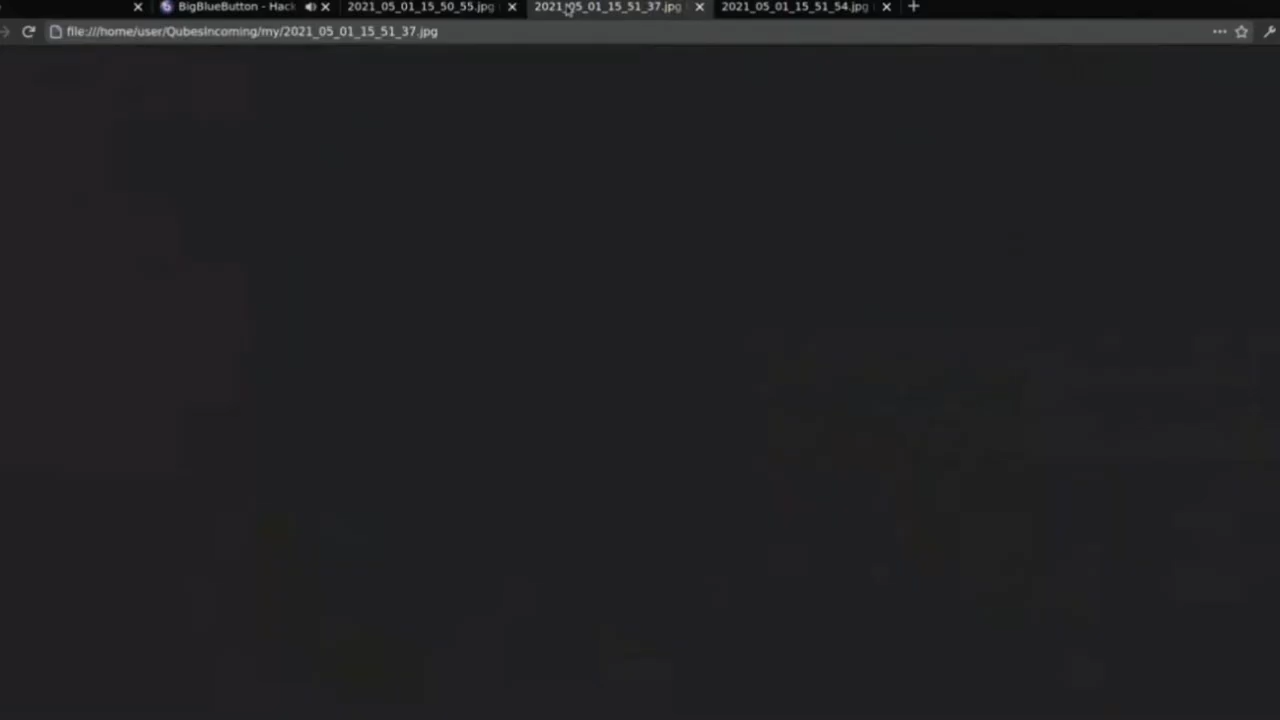 BigBlueButton - Hack
2021_05_01_15_50_55.jpg
2021_05_01_15_51_37.jpg
2021_05_01_15_51_54.jpg
file:///home/user/QubesIncoming/my/2021_05_01_15_51_37.jpg